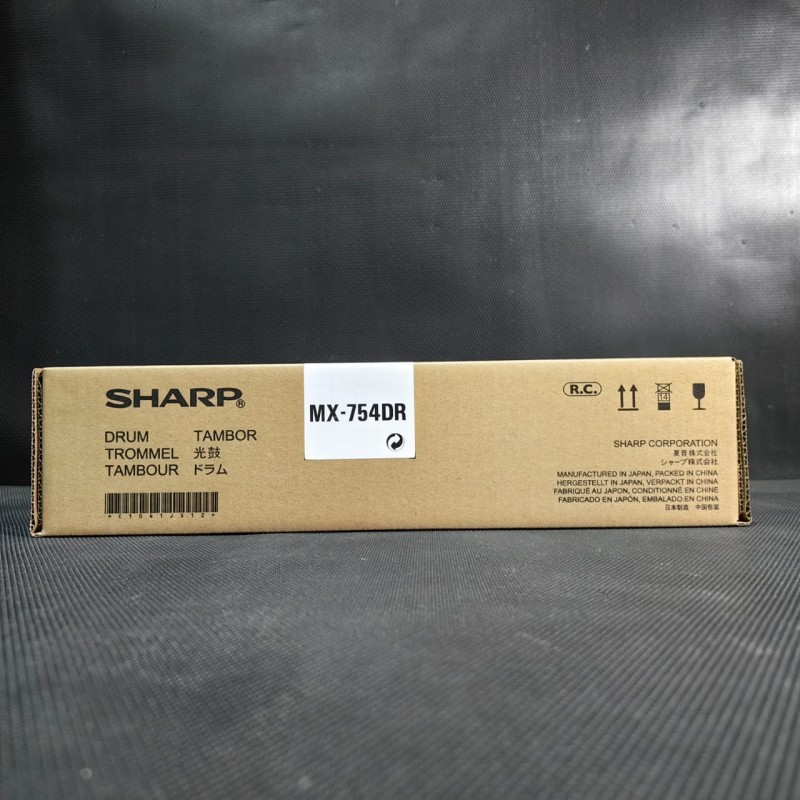 SHARP®
DRUM TAMBOR
TROMMEL 光鼓
TAMBOUR ドラム
*C1041JS12*
MX-754DR
R.C.
14
SHARP CORPORATION
夏普株式会社
シャープ株式会社
MANUFACTURED IN JAPAN, PACKED IN CHINA
HERGESTELLT IN JAPAN, VERPACKT IN CHINA
FABRIQUÉ AU JAPON, CONDITIONNÉ EN CHINE
FABRICADO EN JAPÓN, EMBALADO EN CHINA
日本制造 中国包装